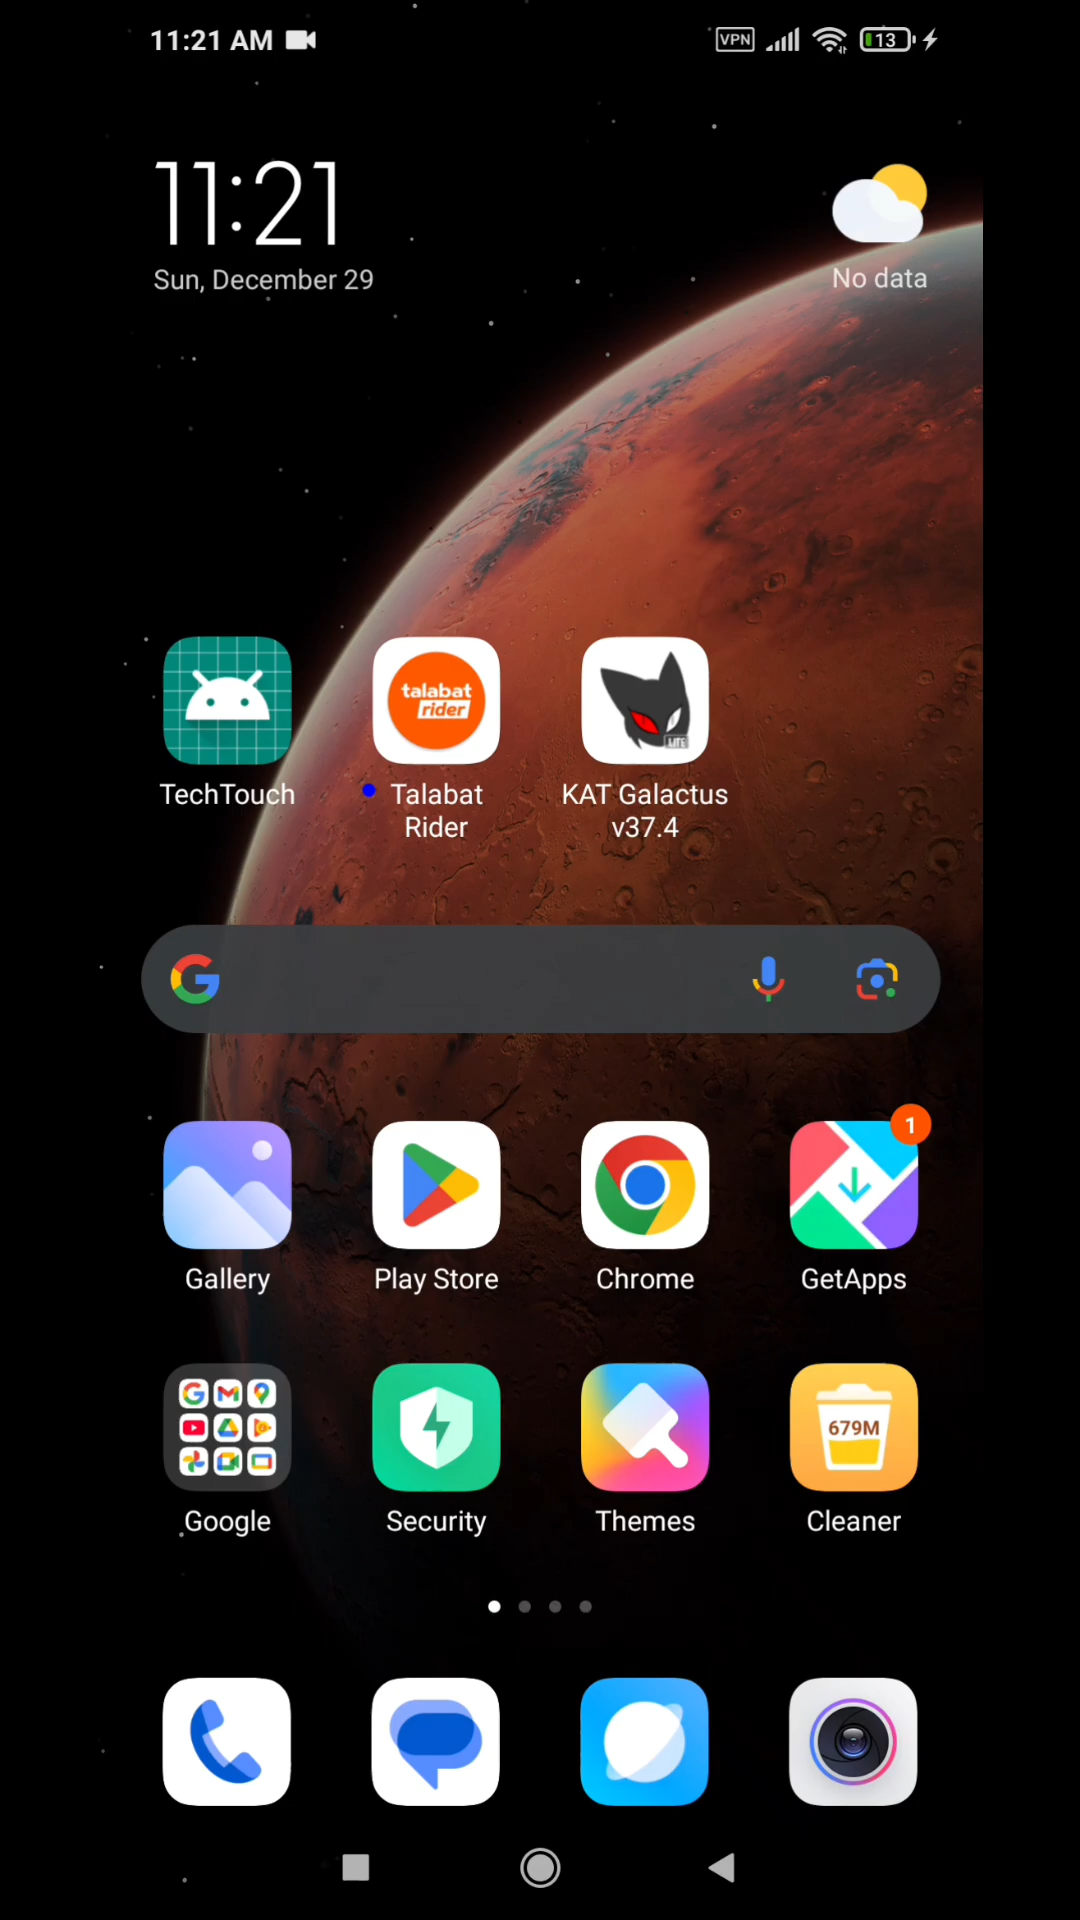 11:21 AM
VPN
13
11:21
Sun, December 29
No data
talabat
rider
LITE
TechTouch
Talabat
Rider
KAT Galactus
v37.4
1
Gallery
Play Store
Chrome
GetApps
679M
Google
Security
Themes
Cleaner